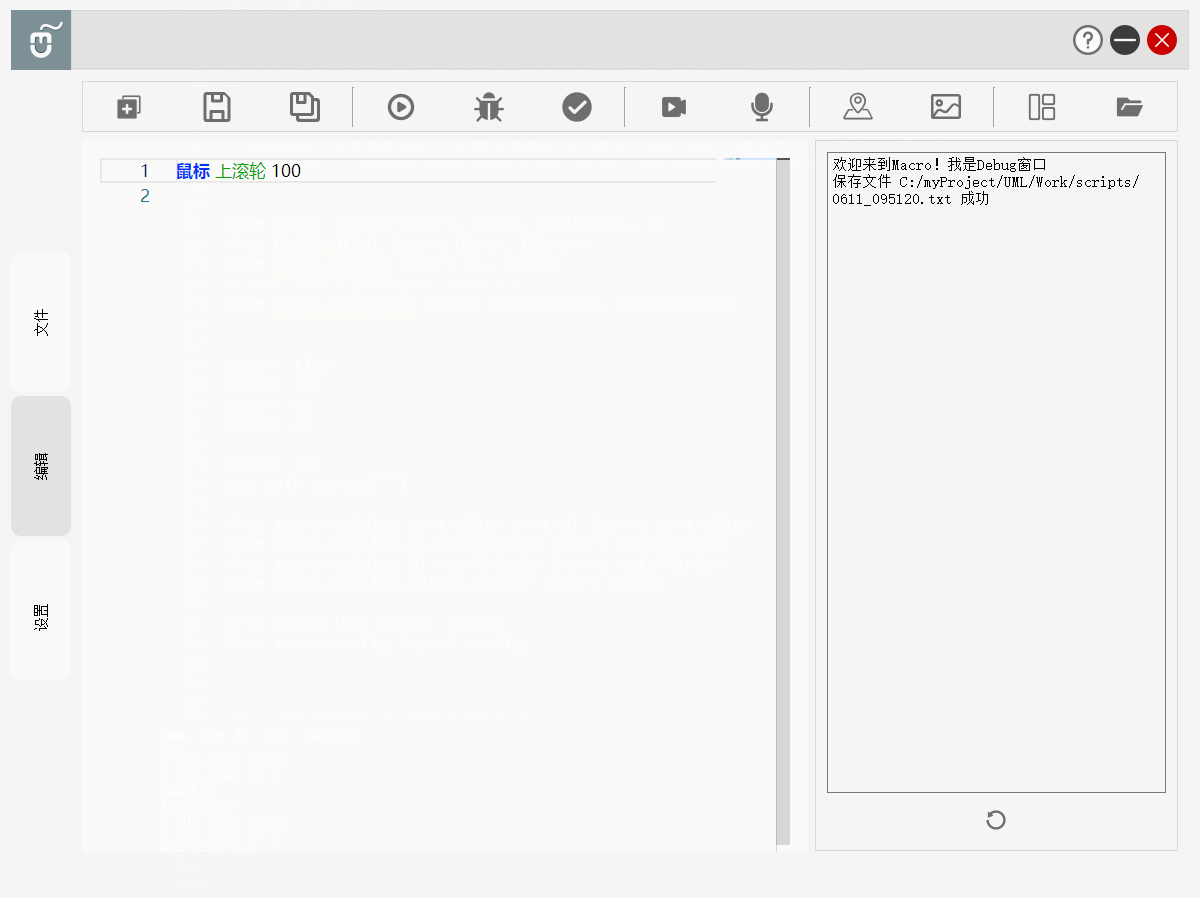 1 鼠标 上滚轮 100
2
文件
编辑
设置
欢迎来到Macro! 我是Debug窗口
保存文件 C:/myProject/UML/Work/scripts/
0611_095120.txt 成功